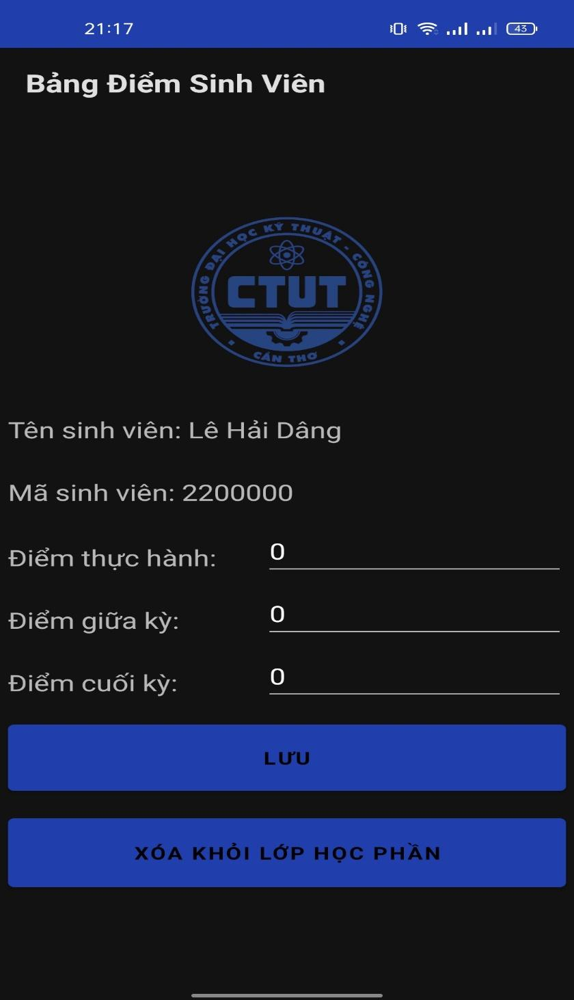 21:17
43
Bảng Điểm Sinh Viên
TRƯỜNG ĐẠI HỌC KỸ THUẬT - CÔNG NGHỆ
CTUT
CẦN THƠ
Tên sinh viên: Lê Hải Dâng
Mã sinh viên: 2200000
Điểm thực hành: 0
Điểm giữa kỳ: 0
Điểm cuối kỳ: 0
LƯU
XÓA KHỎI LỚP HỌC PHẦN